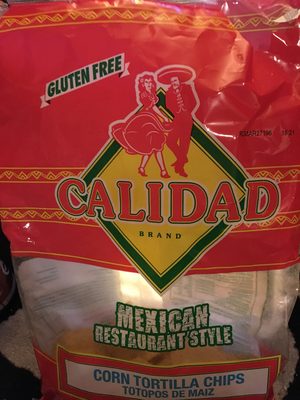 GLUTEN FREE
CALIDAD
BRAND
MEXICAN
RESTAURANT STYLE
CORN TORTILLA CHIPS
TOTOPOS DE MAIZ